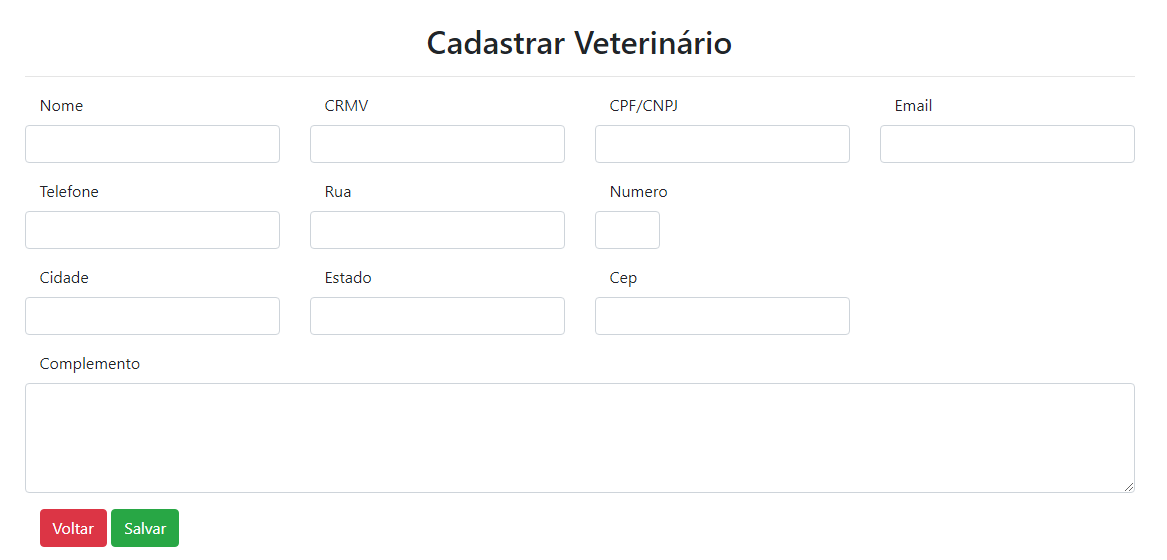 Cadastrar Veterinário
Nome CRMV CPF/CNPJ Email
Telefone Rua Numero
Cidade Estado Cep
Complemento
Voltar Salvar